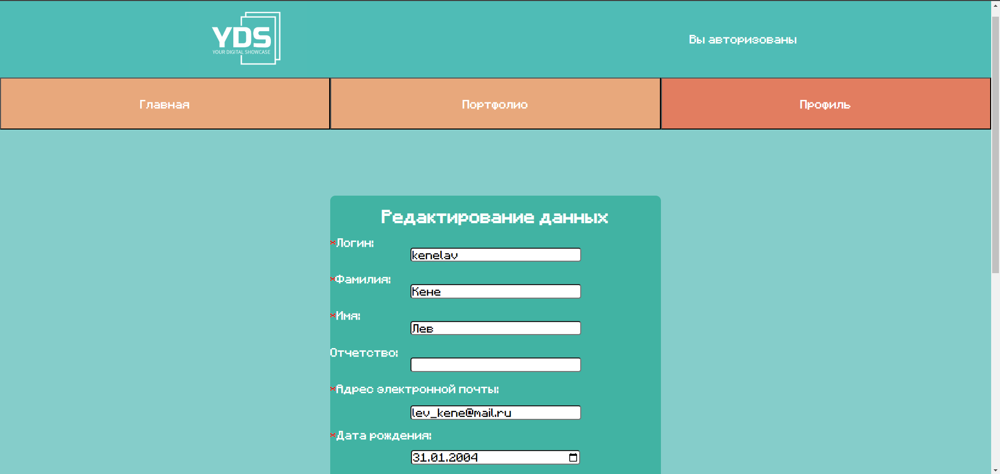 YDS
YOUR DIGITAL SHOWCASE
Вы авторизованы
Главная
Портфолио
Профиль
Редактирование данных
*Логин:
kenelav
*Фамилия:
Кене
*Имя:
Лев
Отчетство:
*Адрес электронной почты:
lev_kene@mail.ru
*Дата рождения:
31.01.2004